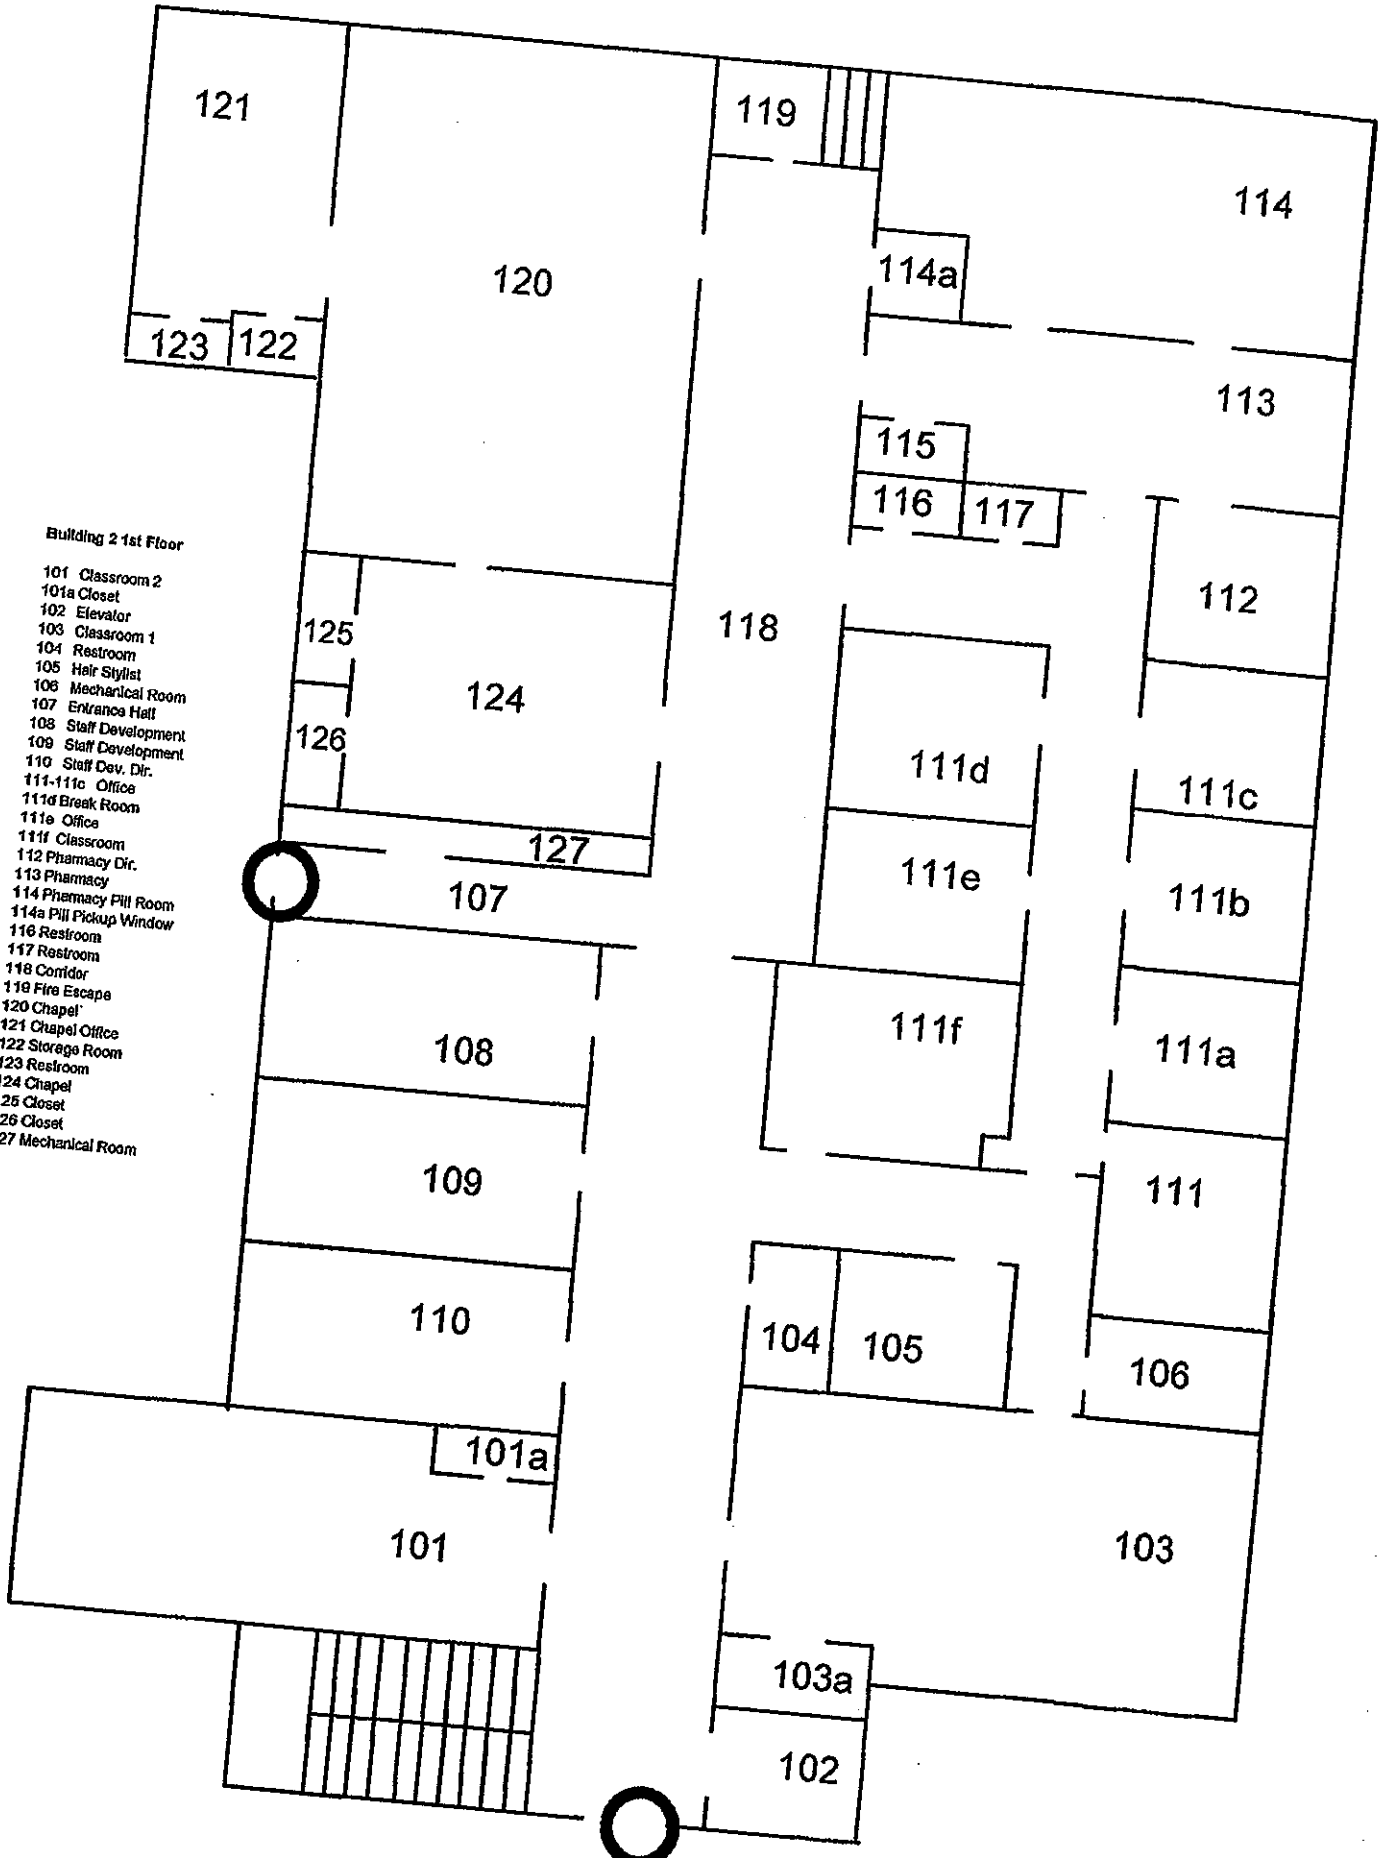 121
119
114
120
114a
123 122
113
115
116 117
112
118
125
124
126
111d
111c
127
111e
111b
107
111f
108
111a
109
111
110
104 105
106
101a
101
103
103a
102
Building 2 1st Floor
101 Classroom 2
101a Closet
102 Elevator
103 Classroom 1
104 Restroom
105 Hair Stylist
106 Mechanical Room
107 Entrance Hall
108 Staff Development
109 Staff Development
110 Staff Dev. Dir.
111-111c Office
111d Break Room
111e Office
111f Classroom
112 Pharmacy Dir.
113 Pharmacy
114 Pharmacy Pill Room
114a Pill Pickup Window
116 Restroom
117 Restroom
118 Corridor
119 Fire Escape
120 Chapel
121 Chapel Office
122 Storage Room
123 Restroom
24 Chapel
25 Closet
26 Closet
27 Mechanical Room